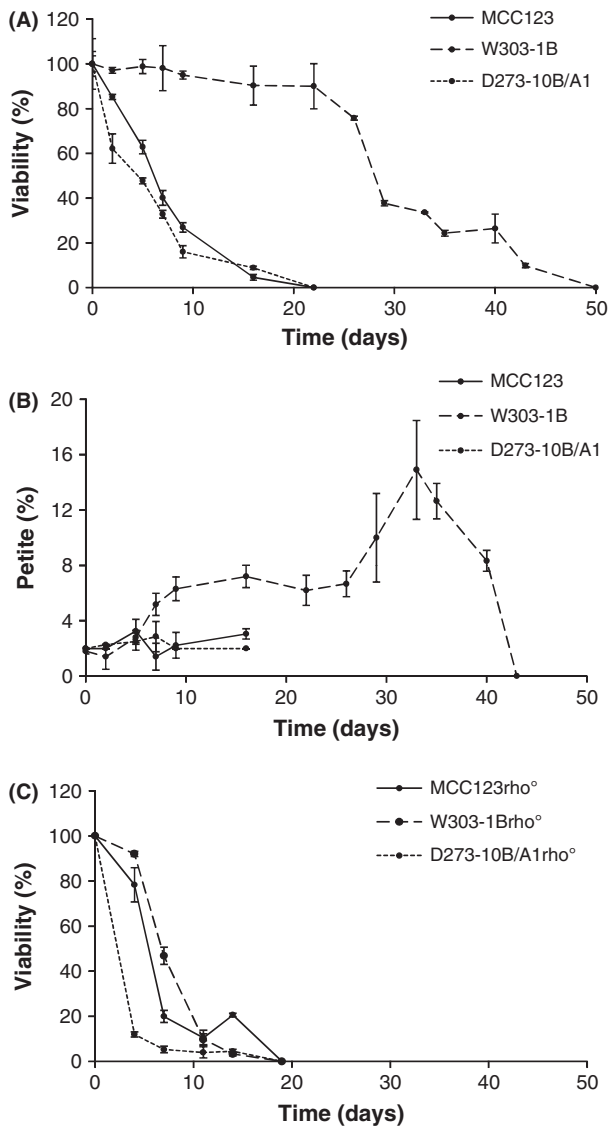 (A)
MCC123
W303-1B
D273-10B/A1
120
100
80
60
40
20
0
Viability (%)
0 10 20 30 40 50
Time (days)
(B)
MCC123
W303-1B
D273-10B/A1
20
16
12
8
4
0
Petite (%)
0 10 20 30 40 50
Time (days)
(C)
MCC123rho°
W303-1Brho°
D273-10B/A1rho°
120
100
80
60
40
20
0
Viability (%)
0 10 20 30 40 50
Time (days)